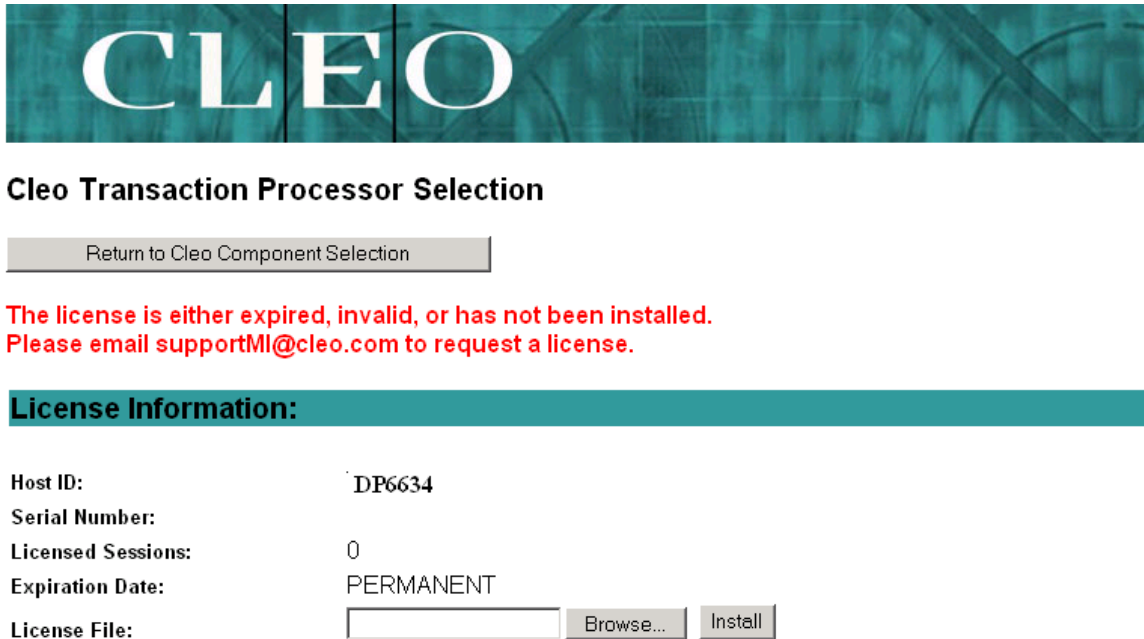 CLEO
Cleo Transaction Processor Selection
Return to Cleo Component Selection
The license is either expired, invalid, or has not been installed.
Please email supportMI@cleo.com to request a license.
License Information:
Host ID: DP6634
Serial Number:
Licensed Sessions: 0
Expiration Date: PERMANENT
License File: Browse... Install